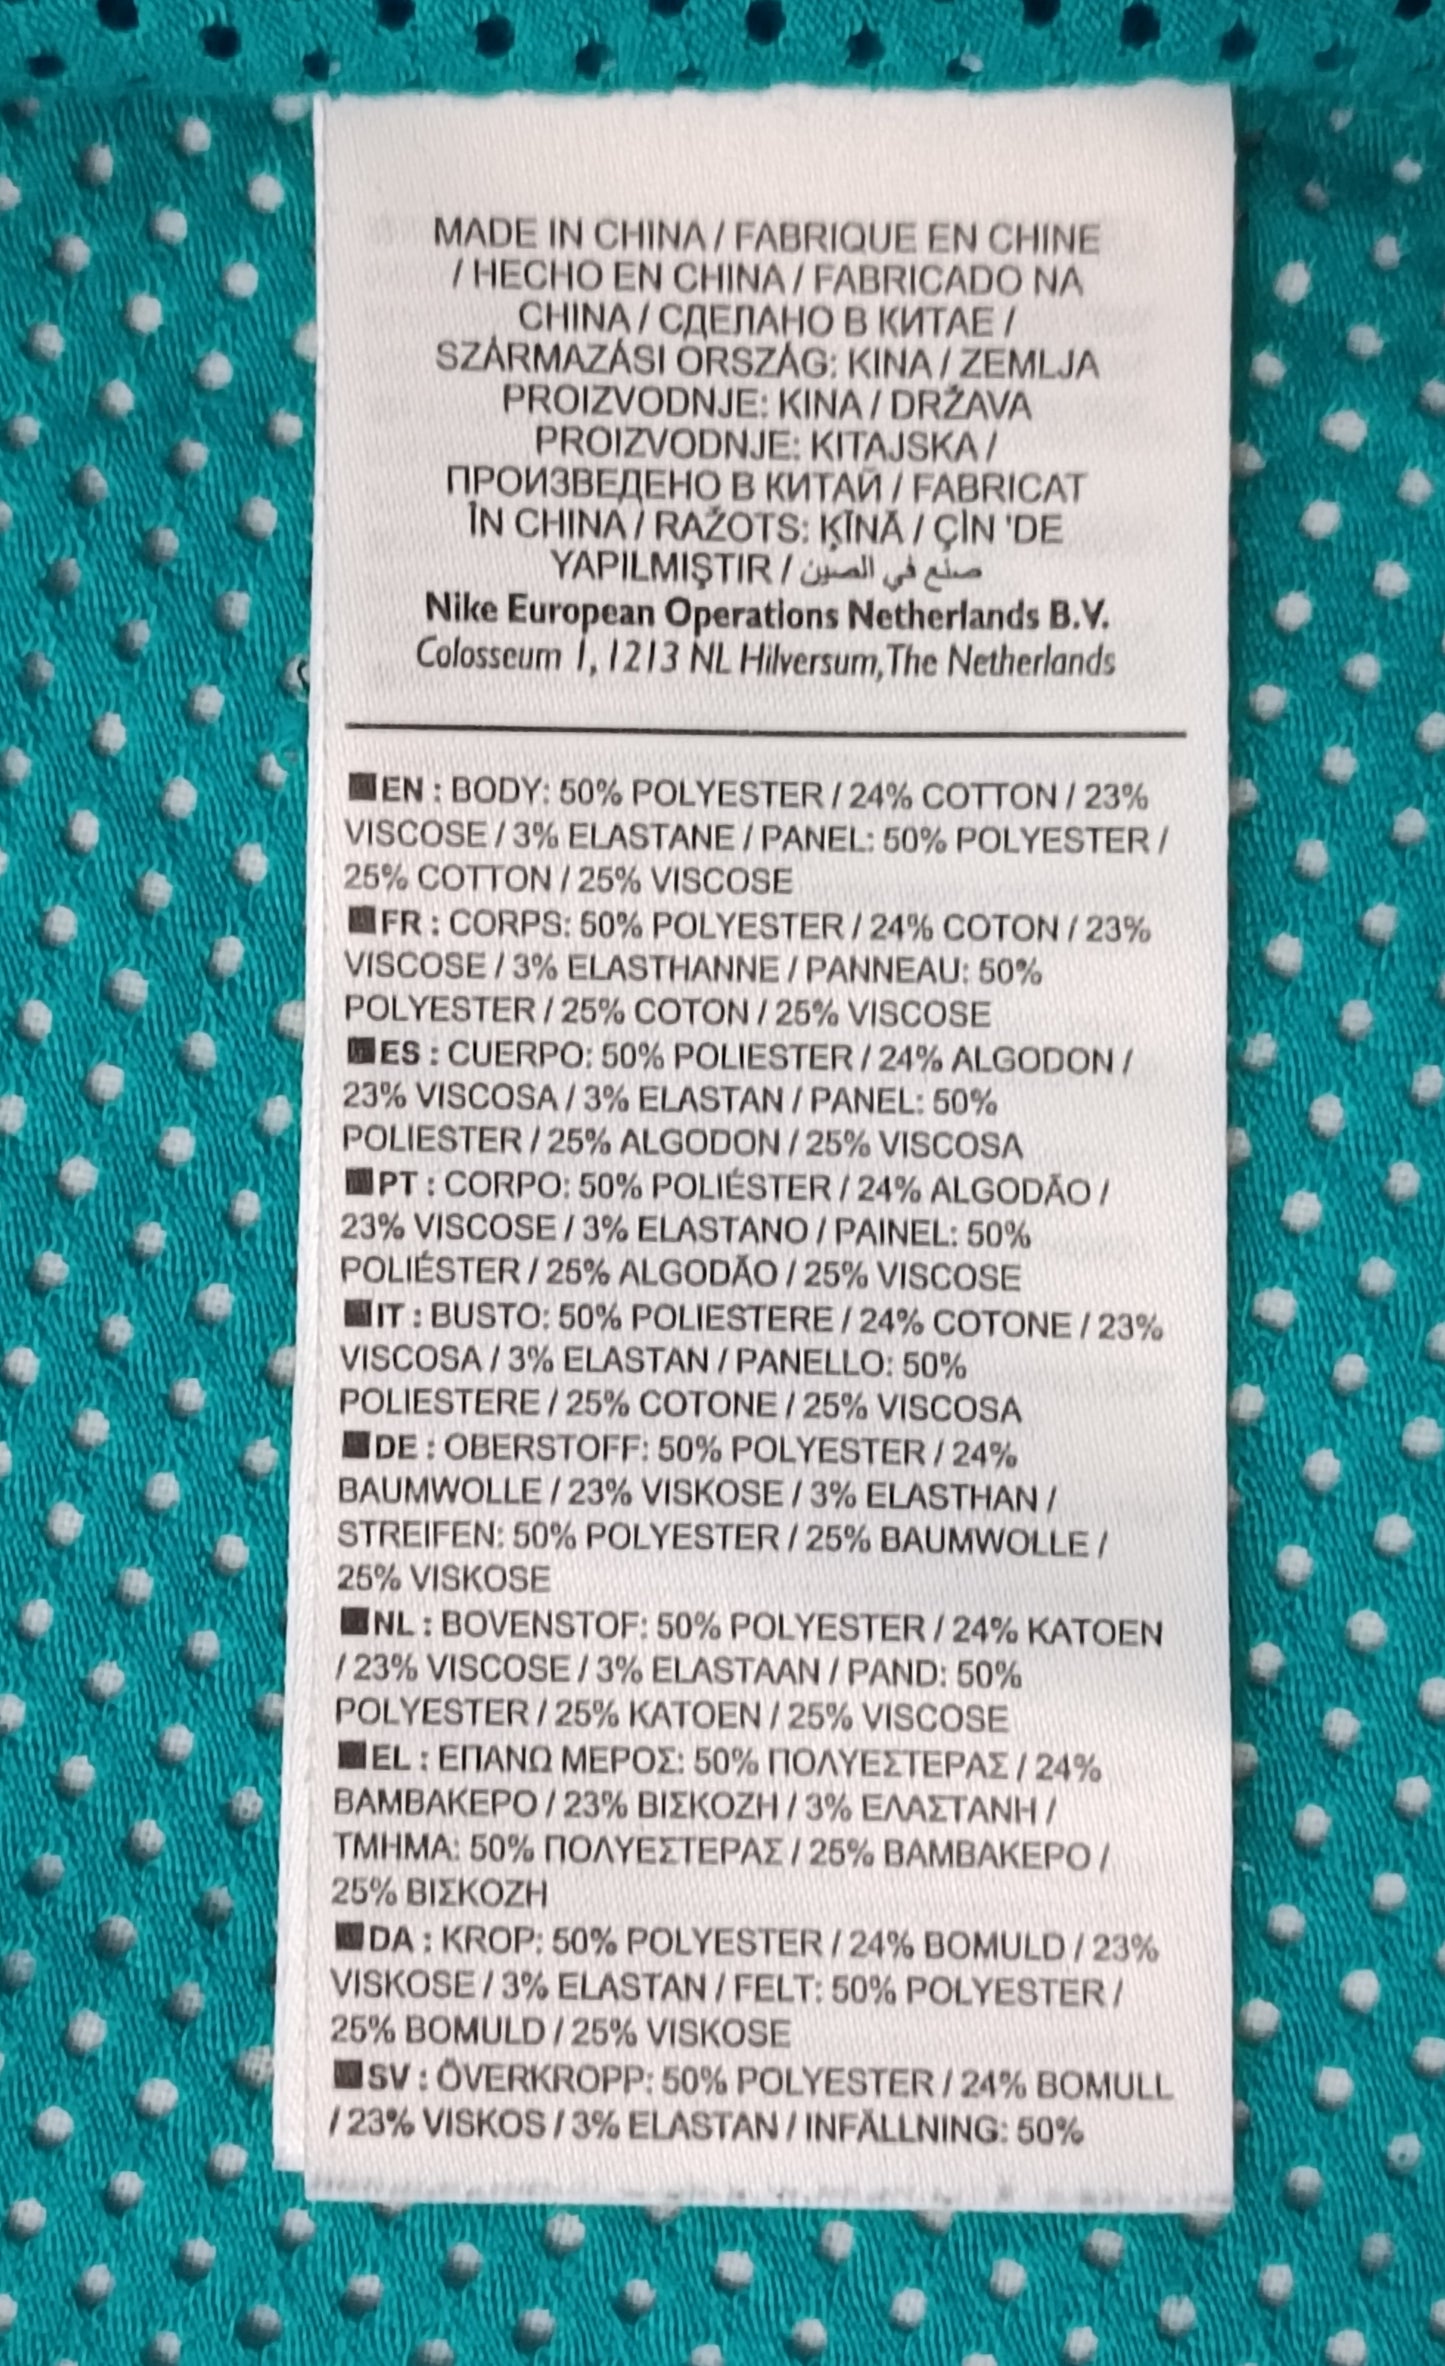 MADE IN CHINA / FABRIQUE EN CHINE
/ HECHO EN CHINA / FABRICADO NA
CHINA / СДЕЛАНО В КИТАЕ /
SZÁRMAZÁSI ORSZÁG: KINA / ZEMLJA
PROIZVODNJE: KINA / DRŽAVA
PROIZVODNJE: KITAJSKA /
ПРОИЗВЕДЕНО В КИТАЙ / FABRICAT
ÎN CHINA / RAŽOTS: ĶĪNĀ / ÇİN 'DE
YAPILMIŞTIR / صنع في الصين
Nike European Operations Netherlands B.V.
Colosseum 1, 1213 NL Hilversum, The Netherlands
EN : BODY: 50% POLYESTER / 24% COTTON / 23%
VISCOSE / 3% ELASTANE / PANEL: 50% POLYESTER /
25% COTTON / 25% VISCOSE
FR : CORPS: 50% POLYESTER / 24% COTON / 23%
VISCOSE / 3% ELASTHANNE / PANNEAU: 50%
POLYESTER / 25% COTON / 25% VISCOSE
ES : CUERPO: 50% POLIESTER / 24% ALGODON /
23% VISCOSA / 3% ELASTAN / PANEL: 50%
POLIESTER / 25% ALGODON / 25% VISCOSA
PT : CORPO: 50% POLIÉSTER / 24% ALGODÃO /
23% VISCOSE / 3% ELASTANO / PAINEL: 50%
POLIÉSTER / 25% ALGODÃO / 25% VISCOSE
IT : BUSTO: 50% POLIESTERE / 24% COTONE / 23%
VISCOSA / 3% ELASTAN / PANELLO: 50%
POLIESTERE / 25% COTONE / 25% VISCOSA
DE : OBERSTOFF: 50% POLYESTER / 24%
BAUMWOLLE / 23% VISKOSE / 3% ELASTHAN /
STREIFEN: 50% POLYESTER / 25% BAUMWOLLE /
25% VISKOSE
NL : BOVENSTOF: 50% POLYESTER / 24% KATOEN
/ 23% VISCOSE / 3% ELASTAAN / PAND: 50%
POLYESTER / 25% KATOEN / 25% VISCOSE
EL : ΕΠΑΝΩ ΜΕΡΟΣ: 50% ΠΟΛΥΕΣΤΕΡΑΣ / 24%
ΒΑΜΒΑΚΕΡΟ / 23% ΒΙΣΚΟΖΗ / 3% ΕΛΑΣΤΑΝΗ /
ΤΜΗΜΑ: 50% ΠΟΛΥΕΣΤΕΡΑΣ / 25% ΒΑΜΒΑΚΕΡΟ /
25% ΒΙΣΚΟΖΗ
DA : KROP: 50% POLYESTER / 24% BOMULD / 23%
VISKOSE / 3% ELASTAN / FELT: 50% POLYESTER /
25% BOMULD / 25% VISKOSE
SV : ÖVERKROPP: 50% POLYESTER / 24% BOMULL
/ 23% VISKOS / 3% ELASTAN / INFÄLLNING: 50%